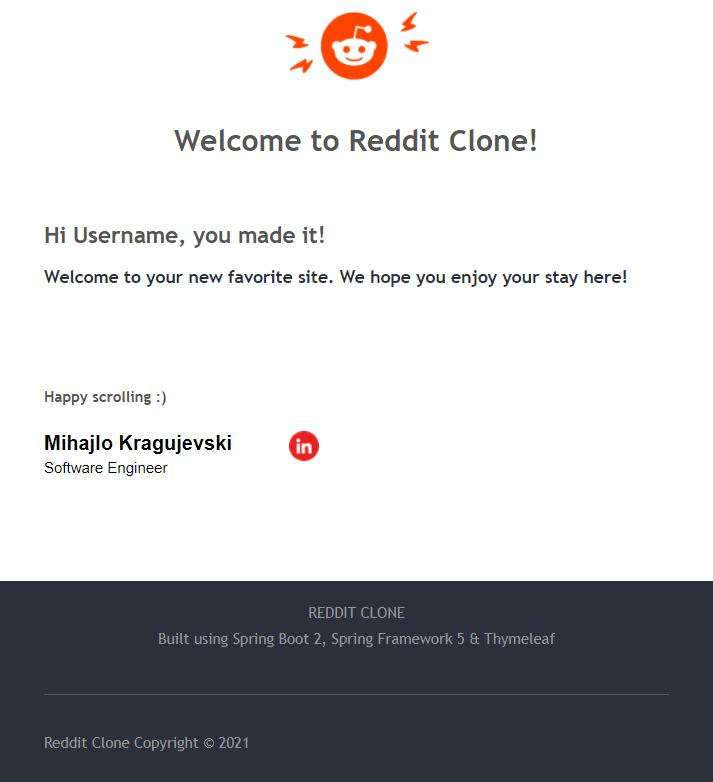 Welcome to Reddit Clone!
Hi Username, you made it!
Welcome to your new favorite site. We hope you enjoy your stay here!
Happy scrolling :)
Mihajlo Kragujevski
in
Software Engineer
REDDIT CLONE
Built using Spring Boot 2, Spring Framework 5 & Thymeleaf
Reddit Clone Copyright © 2021